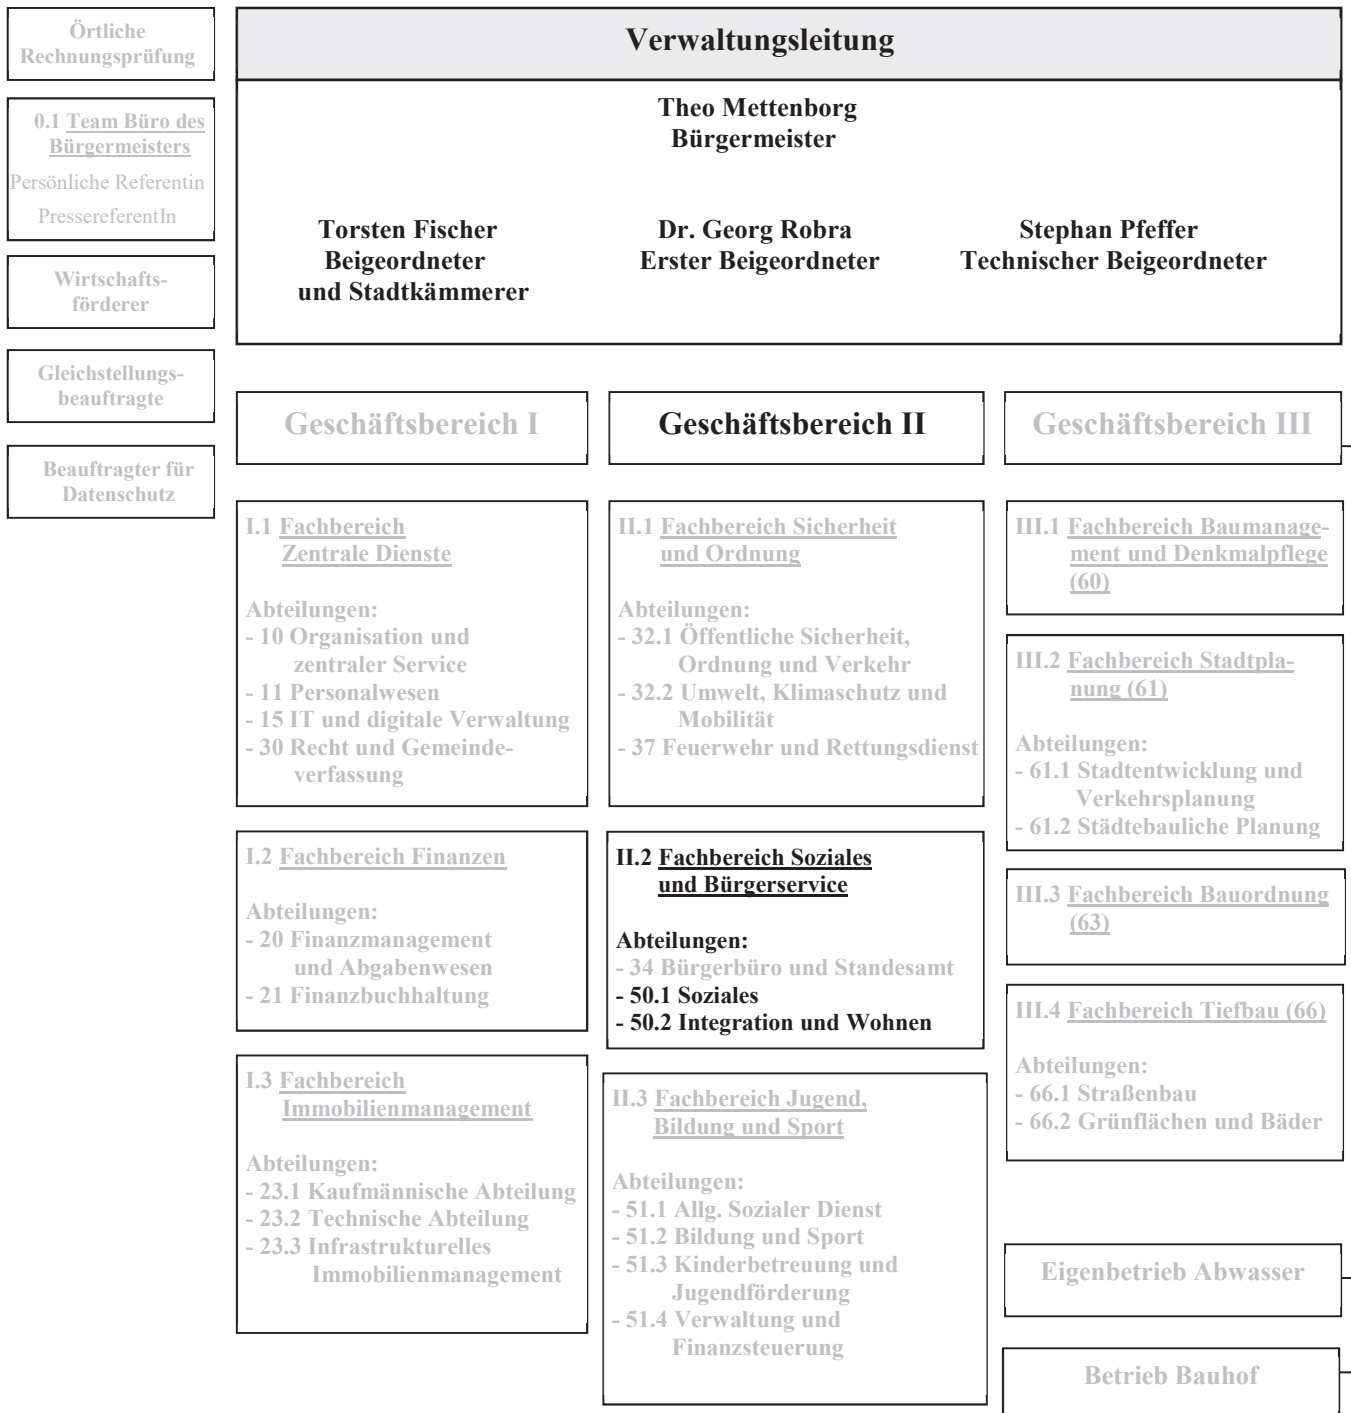 Örtliche
Rechnungsprüfung
0.1 Team Büro des
Bürgermeisters
Persönliche Referentin
PressereferentIn
Wirtschafts-
förderer
Gleichstellungs-
beauftragte
Beauftragter für
Datenschutz
Verwaltungsleitung
Theo Mettenborg
Bürgermeister
Torsten Fischer
Beigeordneter
und Stadtkämmerer
Dr. Georg Robra
Erster Beigeordneter
Stephan Pfeffer
Technischer Beigeordneter
Geschäftsbereich I
I.1 Fachbereich
Zentrale Dienste
Abteilungen:
- 10 Organisation und
zentraler Service
- 11 Personalwesen
- 15 IT und digitale Verwaltung
- 30 Recht und Gemeinde-
verfassung
I.2 Fachbereich Finanzen
Abteilungen:
- 20 Finanzmanagement
und Abgabenwesen
- 21 Finanzbuchhaltung
I.3 Fachbereich
Immobilienmanagement
Abteilungen:
- 23.1 Kaufmännische Abteilung
- 23.2 Technische Abteilung
- 23.3 Infrastrukturelles
Immobilienmanagement
Geschäftsbereich II
II.1 Fachbereich Sicherheit
und Ordnung
Abteilungen:
- 32.1 Öffentliche Sicherheit,
Ordnung und Verkehr
- 32.2 Umwelt, Klimaschutz und
Mobilität
- 37 Feuerwehr und Rettungsdienst
II.2 Fachbereich Soziales
und Bürgerservice
Abteilungen:
- 34 Bürgerbüro und Standesamt
- 50.1 Soziales
- 50.2 Integration und Wohnen
II.3 Fachbereich Jugend,
Bildung und Sport
Abteilungen:
- 51.1 Allg. Sozialer Dienst
- 51.2 Bildung und Sport
- 51.3 Kinderbetreuung und
Jugendförderung
- 51.4 Verwaltung und
Finanzsteuerung
Geschäftsbereich III
III.1 Fachbereich Baumanage-
ment und Denkmalpflege
(60)
III.2 Fachbereich Stadtpla-
nung (61)
Abteilungen:
- 61.1 Stadtentwicklung und
Verkehrsplanung
- 61.2 Städtebauliche Planung
III.3 Fachbereich Bauordnung
(63)
III.4 Fachbereich Tiefbau (66)
Abteilungen:
- 66.1 Straßenbau
- 66.2 Grünflächen und Bäder
Eigenbetrieb Abwasser
Betrieb Bauhof